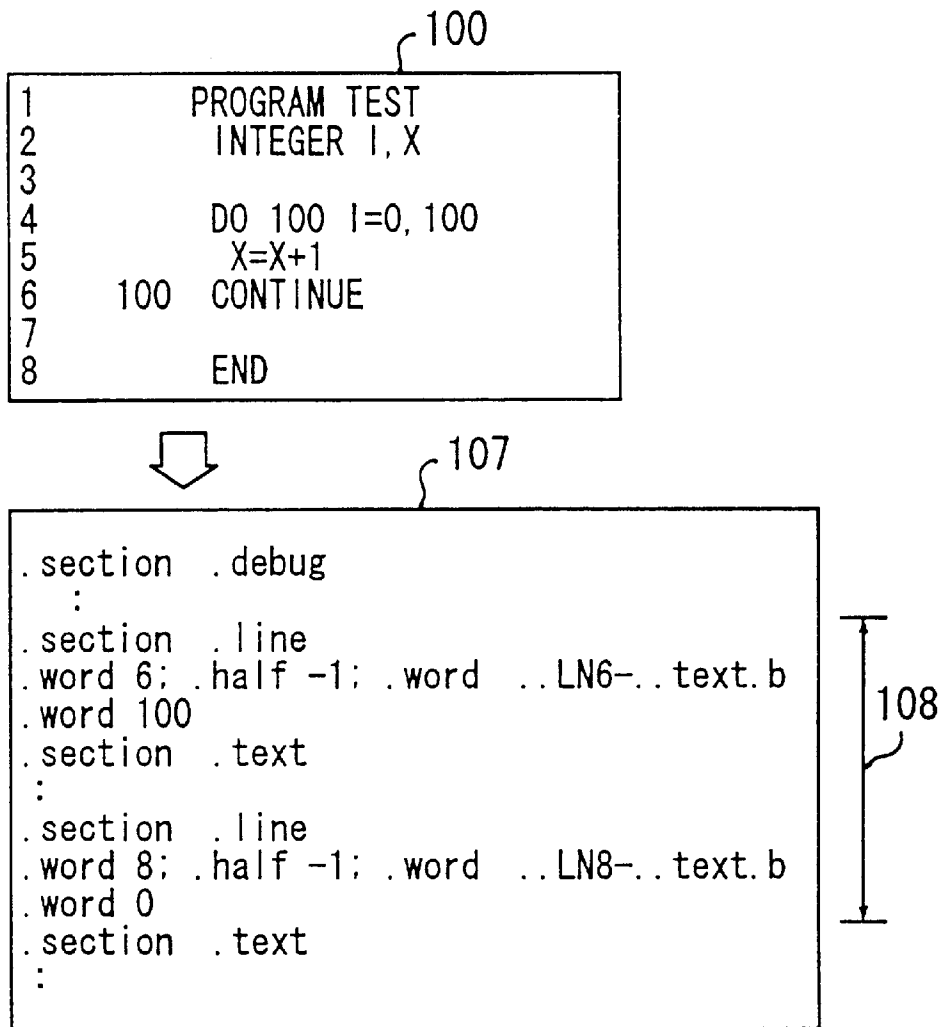 100
1 PROGRAM TEST
2 INTEGER I,X
3
4 DO 100 I=0,100
5 X=X+1
6 100 CONTINUE
7
8 END
107
.section .debug
:
.section .line
.word 6; .half -1; .word ..LN6-..text.b
.word 100
.section .text
:
.section .line
.word 8; .half -1; .word ..LN8-..text.b
.word 0
.section .text
:
108